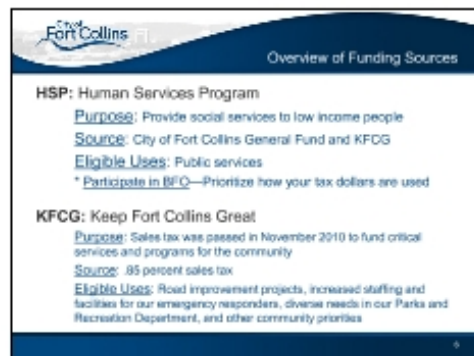 City of
Fort Collins
Overview of Funding Sources
HSP: Human Services Program
Purpose: Provide social services to low income people
Source: City of Fort Collins General Fund and KFCG
Eligible Uses: Public services
* Participate in BFO—Prioritize how your tax dollars are used
KFCG: Keep Fort Collins Great
Purpose: Sales tax was passed in November 2010 to fund critical
services and programs for the community
Source: .85 percent sales tax
Eligible Uses: Road improvement projects, increased staffing and
facilities for our emergency responders, diverse needs in our Parks and
Recreation Department, and other community priorities